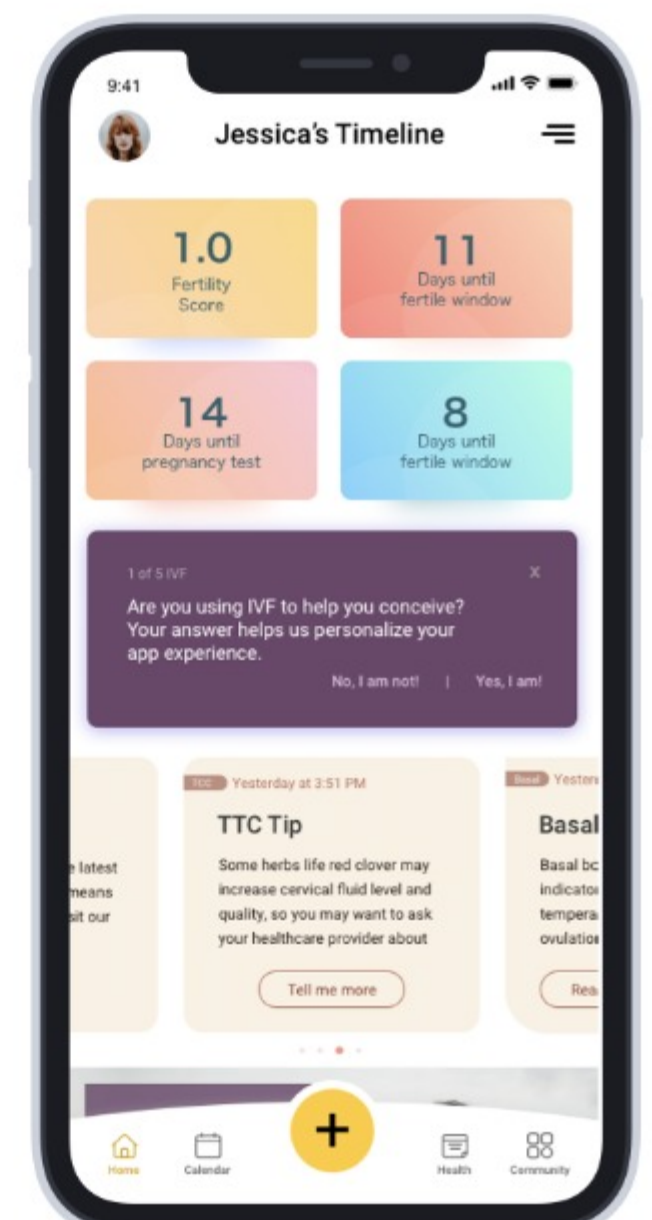 9:41
Jessica's Timeline
1.0
Fertility
Score
11
Days until
fertile window
14
Days until
pregnancy test
8
Days until
fertile window
1 of 5 IVF
X
Are you using IVF to help you conceive?
Your answer helps us personalize your
app experience.
No, I am not! | Yes, I am!
latest
means
sit our
Yesterday at 3:51 PM
TTC Tip
Some herbs life red clover may
increase cervical fluid level and
quality, so you may want to ask
your healthcare provider about
Tell me more
Basal
Yester
Basal
Basal bo
indicato
tempera
ovulatio
Rea
Home
Calendar
+
Health
Community